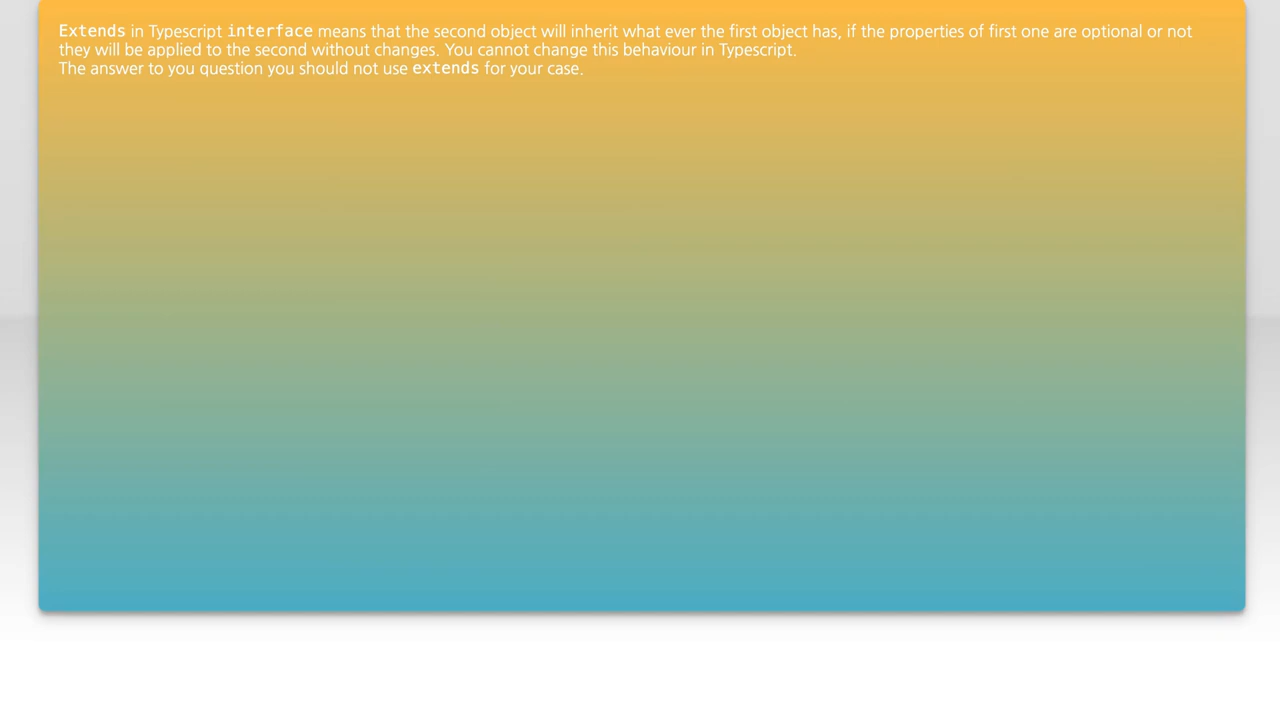 Extends in Typescript interface means that the second object will inherit what ever the first object has, if the properties of first one are optional or not
they will be applied to the second without changes. You cannot change this behaviour in Typescript.
The answer to you question you should not use extends for your case.